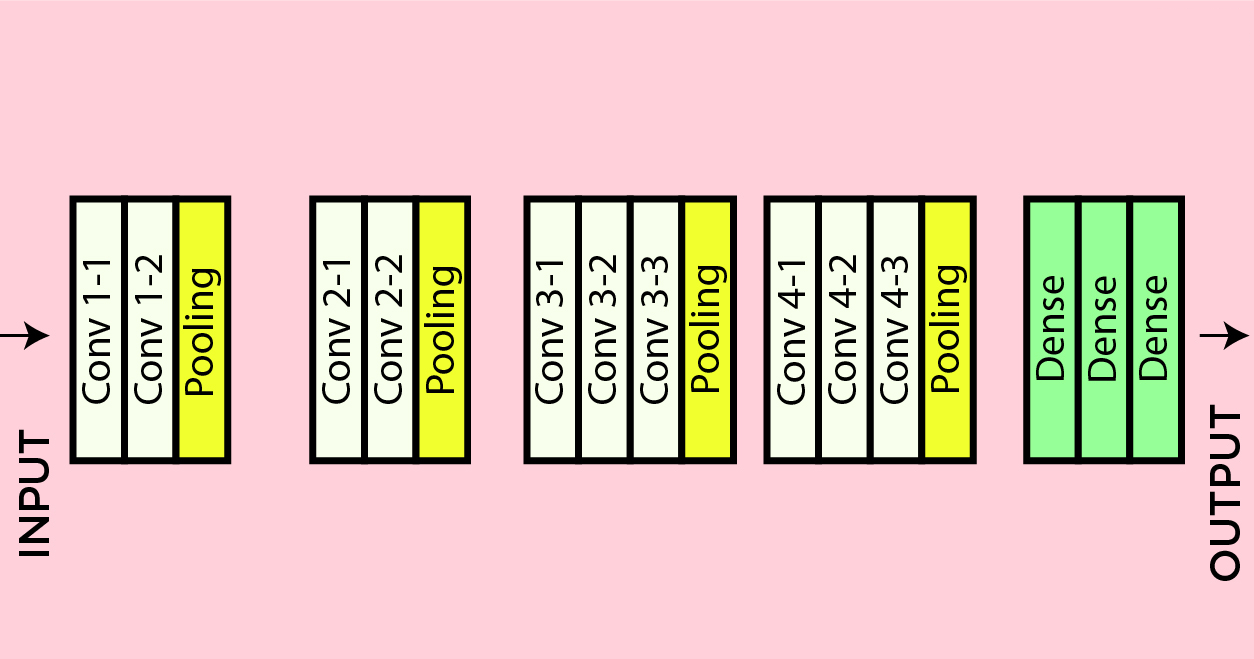 INPUT
Conv 1-1
Conv 1-2
Pooling
Conv 2-1
Conv 2-2
Pooling
Conv 3-1
Conv 3-2
Conv 3-3
Pooling
Conv 4-1
Conv 4-2
Conv 4-3
Pooling
Dense
Dense
Dense
OUTPUT